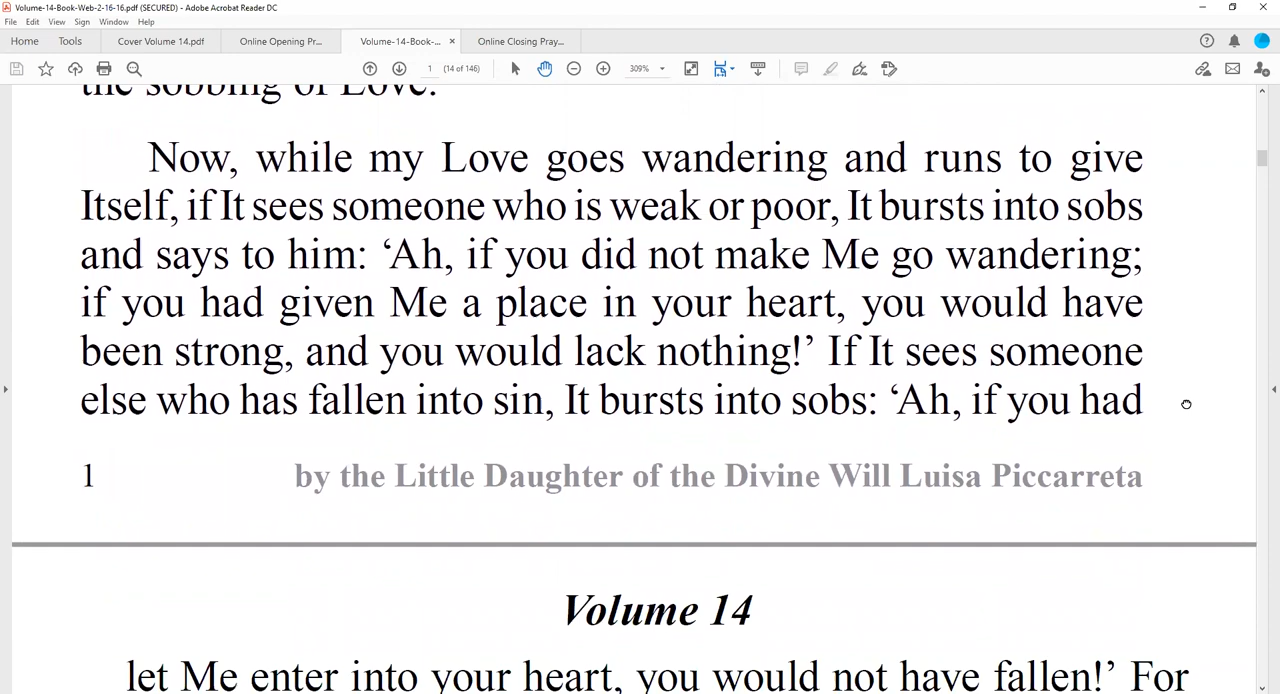 Volume-14-Book-Web-2-16-16.pdf (SECURED) - Adobe Acrobat Reader DC
File Edit View Sign Window Help
Home Tools Cover Volume 14.pdf Online Opening Pr... Volume-14-Book-... × Online Closing Pray...
1 (14 of 146) 309%
the sobbing of Love.
Now, while my Love goes wandering and runs to give
Itself, if It sees someone who is weak or poor, It bursts into sobs
and says to him: ‘Ah, if you did not make Me go wandering;
if you had given Me a place in your heart, you would have
been strong, and you would lack nothing!’ If It sees someone
else who has fallen into sin, It bursts into sobs: ‘Ah, if you had
1 by the Little Daughter of the Divine Will Luisa Piccarreta
Volume 14
let Me enter into your heart, you would not have fallen!’ For